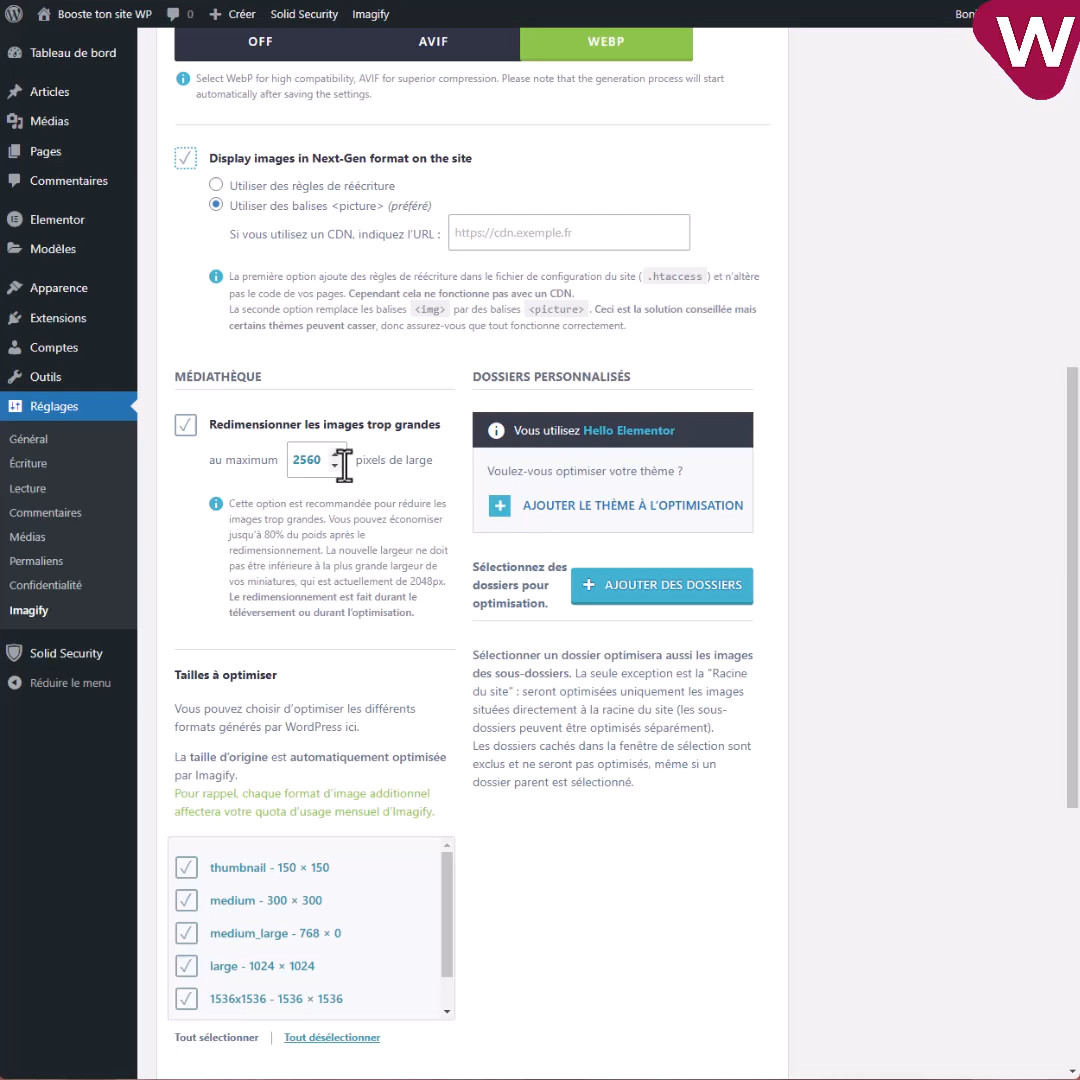 Booste ton site WP
0
Créer
Solid Security
Imagify
Bon
W
Tableau de bord
Articles
Médias
Pages
Commentaires
Elementor
Modèles
Apparence
Extensions
Comptes
Outils
Réglages
Général
Écriture
Lecture
Commentaires
Médias
Permaliens
Confidentialité
Imagify
Solid Security
Réduire le menu
OFF
AVIF
WEBP
Select WebP for high compatibility, AVIF for superior compression. Please note that the generation process will start
automatically after saving the settings.
Display images in Next-Gen format on the site
Utiliser des règles de réécriture
Utiliser des balises <picture> (préféré)
Si vous utilisez un CDN, indiquez l'URL :
https://cdn.exemple.fr
La première option ajoute des règles de réécriture dans le fichier de configuration du site ( .htaccess ) et n'altère
pas le code de vos pages. Cependant cela ne fonctionne pas avec un CDN.
La seconde option remplace les balises <img> par des balises <picture> . Ceci est la solution conseillée mais
certains thèmes peuvent casser, donc assurez-vous que tout fonctionne correctement.
MÉDIATHÈQUE
Redimensionner les images trop grandes
au maximum 2560 pixels de large
Cette option est recommandée pour réduire les
images trop grandes. Vous pouvez économiser
jusqu'à 80% du poids après le
redimensionnement. La nouvelle largeur ne doit
pas être inférieure à la plus grande largeur de
vos miniatures, qui est actuellement de 2048px.
Le redimensionnement est fait durant le
téléversement ou durant l'optimisation.
Tailles à optimiser
Vous pouvez choisir d'optimiser les différents
formats générés par WordPress ici.
La taille d'origine est automatiquement optimisée
par Imagify.
Pour rappel, chaque format d'image additionnel
affectera votre quota d'usage mensuel d'Imagify.
thumbnail - 150 × 150
medium - 300 × 300
medium_large - 768 × 0
large - 1024 × 1024
1536x1536 - 1536 × 1536
Tout sélectionner | Tout désélectionner
DOSSIERS PERSONNALISÉS
Vous utilisez Hello Elementor
Voulez-vous optimiser votre thème ?
+ AJOUTER LE THÈME À L'OPTIMISATION
Sélectionnez des
dossiers pour
optimisation.
+ AJOUTER DES DOSSIERS
Sélectionner un dossier optimisera aussi les images
des sous-dossiers. La seule exception est la "Racine
du site" : seront optimisées uniquement les images
situées directement à la racine du site (les sous-
dossiers peuvent être optimisés séparément).
Les dossiers cachés dans la fenêtre de sélection sont
exclus et ne seront pas optimisés, même si un
dossier parent est sélectionné.